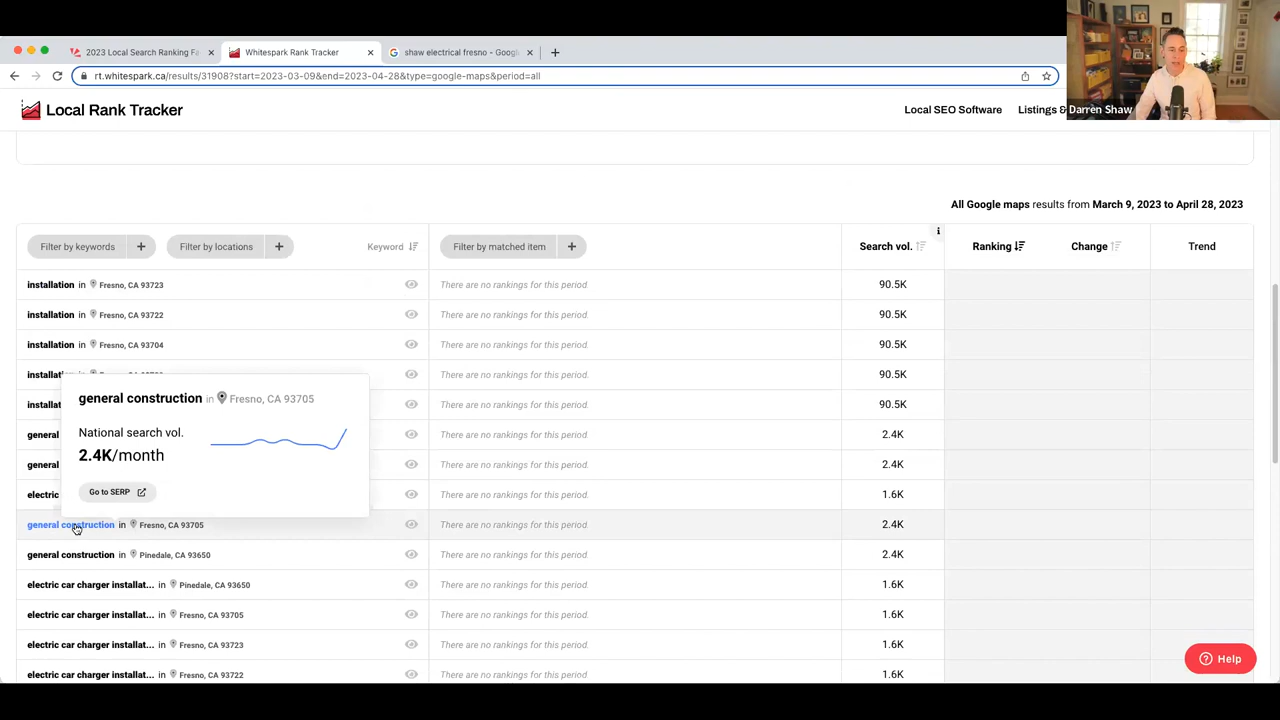 2023 Local Search Ranking Fa
Whitespark Rank Tracker
shaw electrical fresno - Googl
rt.whitespark.ca/results/31908?start=2023-03-09&end=2023-04-28&type=google-maps&period=all
Local Rank Tracker
Local SEO Software
Listings &
Darren Shaw
All Google maps results from March 9, 2023 to April 28, 2023
Filter by keywords +
Filter by locations +
Keyword
Filter by matched item +
Search vol.
i
Ranking
Change
Trend
installation in Fresno, CA 93723 There are no rankings for this period. 90.5K
installation in Fresno, CA 93722 There are no rankings for this period. 90.5K
installation in Fresno, CA 93704 There are no rankings for this period. 90.5K
installati There are no rankings for this period. 90.5K
installat There are no rankings for this period. 90.5K
general There are no rankings for this period. 2.4K
general There are no rankings for this period. 2.4K
electric There are no rankings for this period. 1.6K
general construction in Fresno, CA 93705
National search vol.
2.4K/month
Go to SERP
general construction in Fresno, CA 93705 There are no rankings for this period. 2.4K
general construction in Pinedale, CA 93650 There are no rankings for this period. 2.4K
electric car charger installat... in Pinedale, CA 93650 There are no rankings for this period. 1.6K
electric car charger installat... in Fresno, CA 93705 There are no rankings for this period. 1.6K
electric car charger installat... in Fresno, CA 93723 There are no rankings for this period. 1.6K
electric car charger installat... in Fresno, CA 93722 There are no rankings for this period. 1.6K
Help